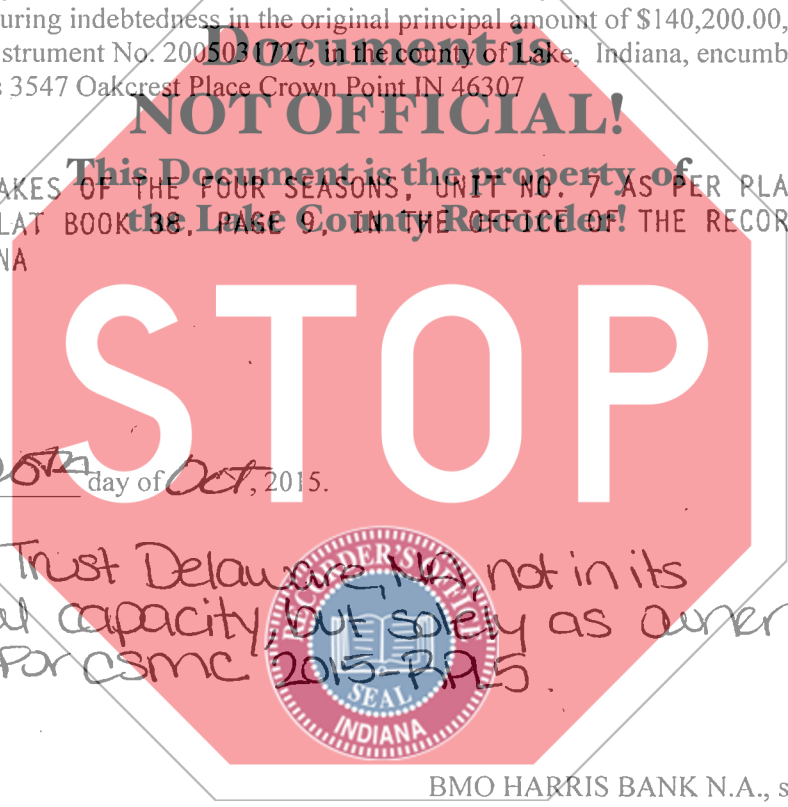 uring indebtedness in the original principal amount of $140,200.00,
Document is
strument No. 2005031727, in the county of Lake, Indiana, encumb
s 3547 Oakcrest Place Crown Point IN 46307
NOT OFFICIAL!
This Document is the property of
AKES OF THE FOUR SEASONS, UNIT NO. 7 AS PER PLA
the Lake County Recorder!
LAT BOOK 38, PAGE 9, IN THE OFFICE OF THE RECOR
NA
STOP
day of Oct, 2015.
Trust Delaware, NA, not in its
al capacity, but solely as owner
For CSMC 2015-RPL5.
RECORDER'S OFFICE
SEAL
INDIANA
BMO HARRIS BANK N.A., s